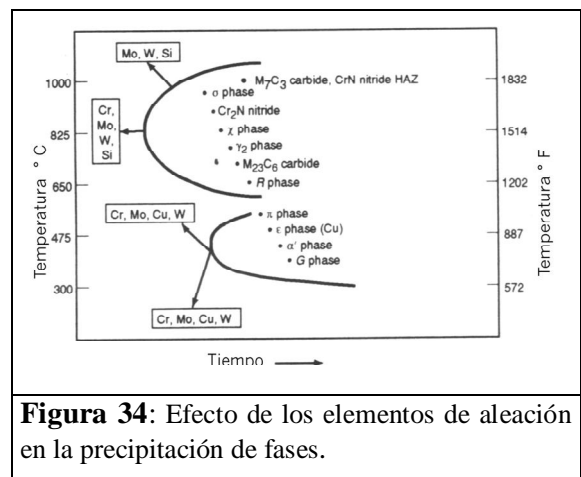 Mo, W, Si
1000
M7C3 carbide, CrN nitride HAZ
1832
σ phase
Cr2N nitride
Cr,
Mo,
W,
Si
825
χ phase
1514
γ2 phase
M23C6 carbide
650
R phase
1202
Temperatura ° C
Temperatura ° F
Cr, Mo, Cu, W
π phase
475
ε phase (Cu)
887
α' phase
G phase
300
572
Cr, Mo, Cu, W
Tiempo
Figura 34: Efecto de los elementos de aleación
en la precipitación de fases.